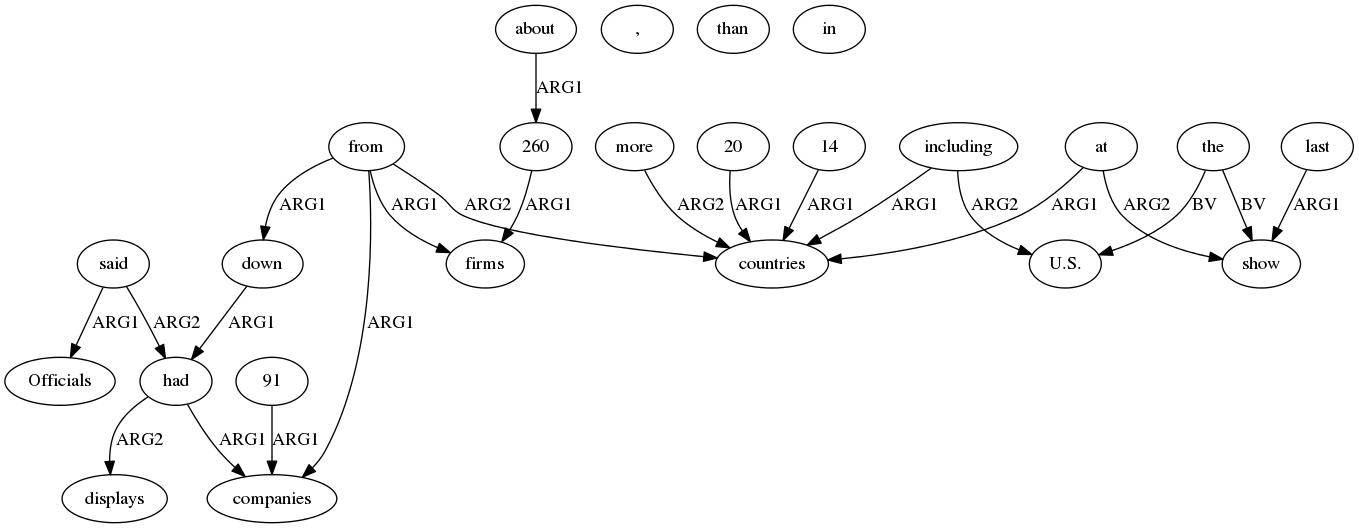 about , than in
ARG1
from 260 more 20 14 including at the last
ARG1 ARG1 ARG2 ARG1 ARG2 ARG1 ARG1 ARG1 ARG2 ARG1 ARG2 BV BV ARG1
said down firms countries U.S. show
ARG1 ARG2 ARG1 ARG1
Officials had 91
ARG2 ARG1 ARG1
displays companies